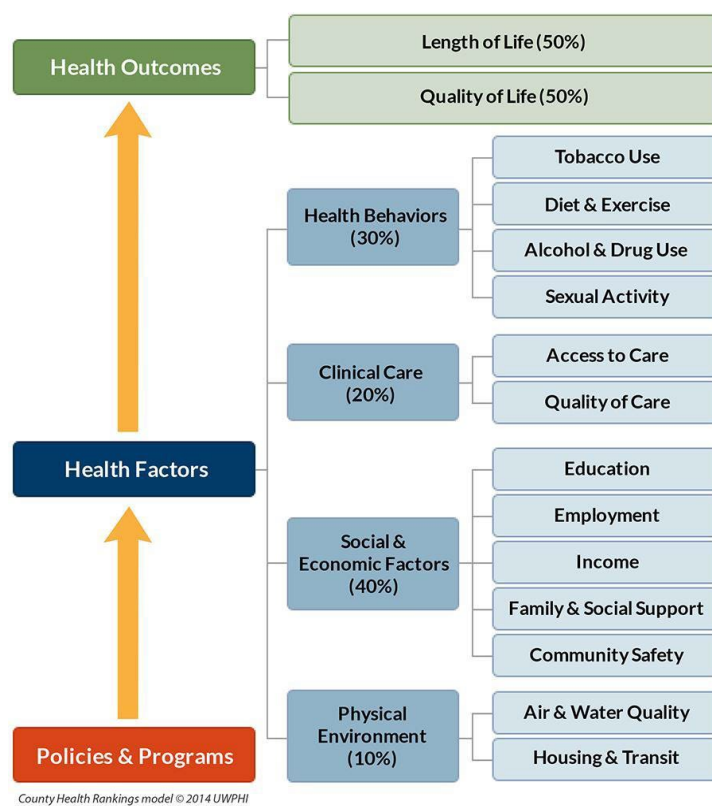 Health Outcomes
Length of Life (50%)
Quality of Life (50%)
Health Factors
Health Behaviors
(30%)
Tobacco Use
Diet & Exercise
Alcohol & Drug Use
Sexual Activity
Clinical Care
(20%)
Access to Care
Quality of Care
Social &
Economic Factors
(40%)
Education
Employment
Income
Family & Social Support
Community Safety
Physical
Environment
(10%)
Air & Water Quality
Housing & Transit
Policies & Programs
County Health Rankings model © 2014 UWPHI